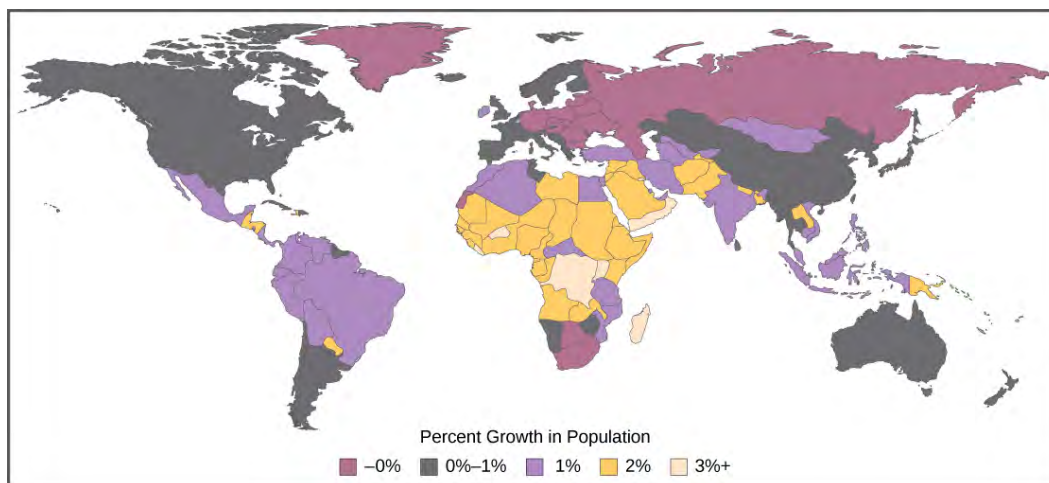 Percent Growth in Population
–0% 0%–1% 1% 2% 3%+